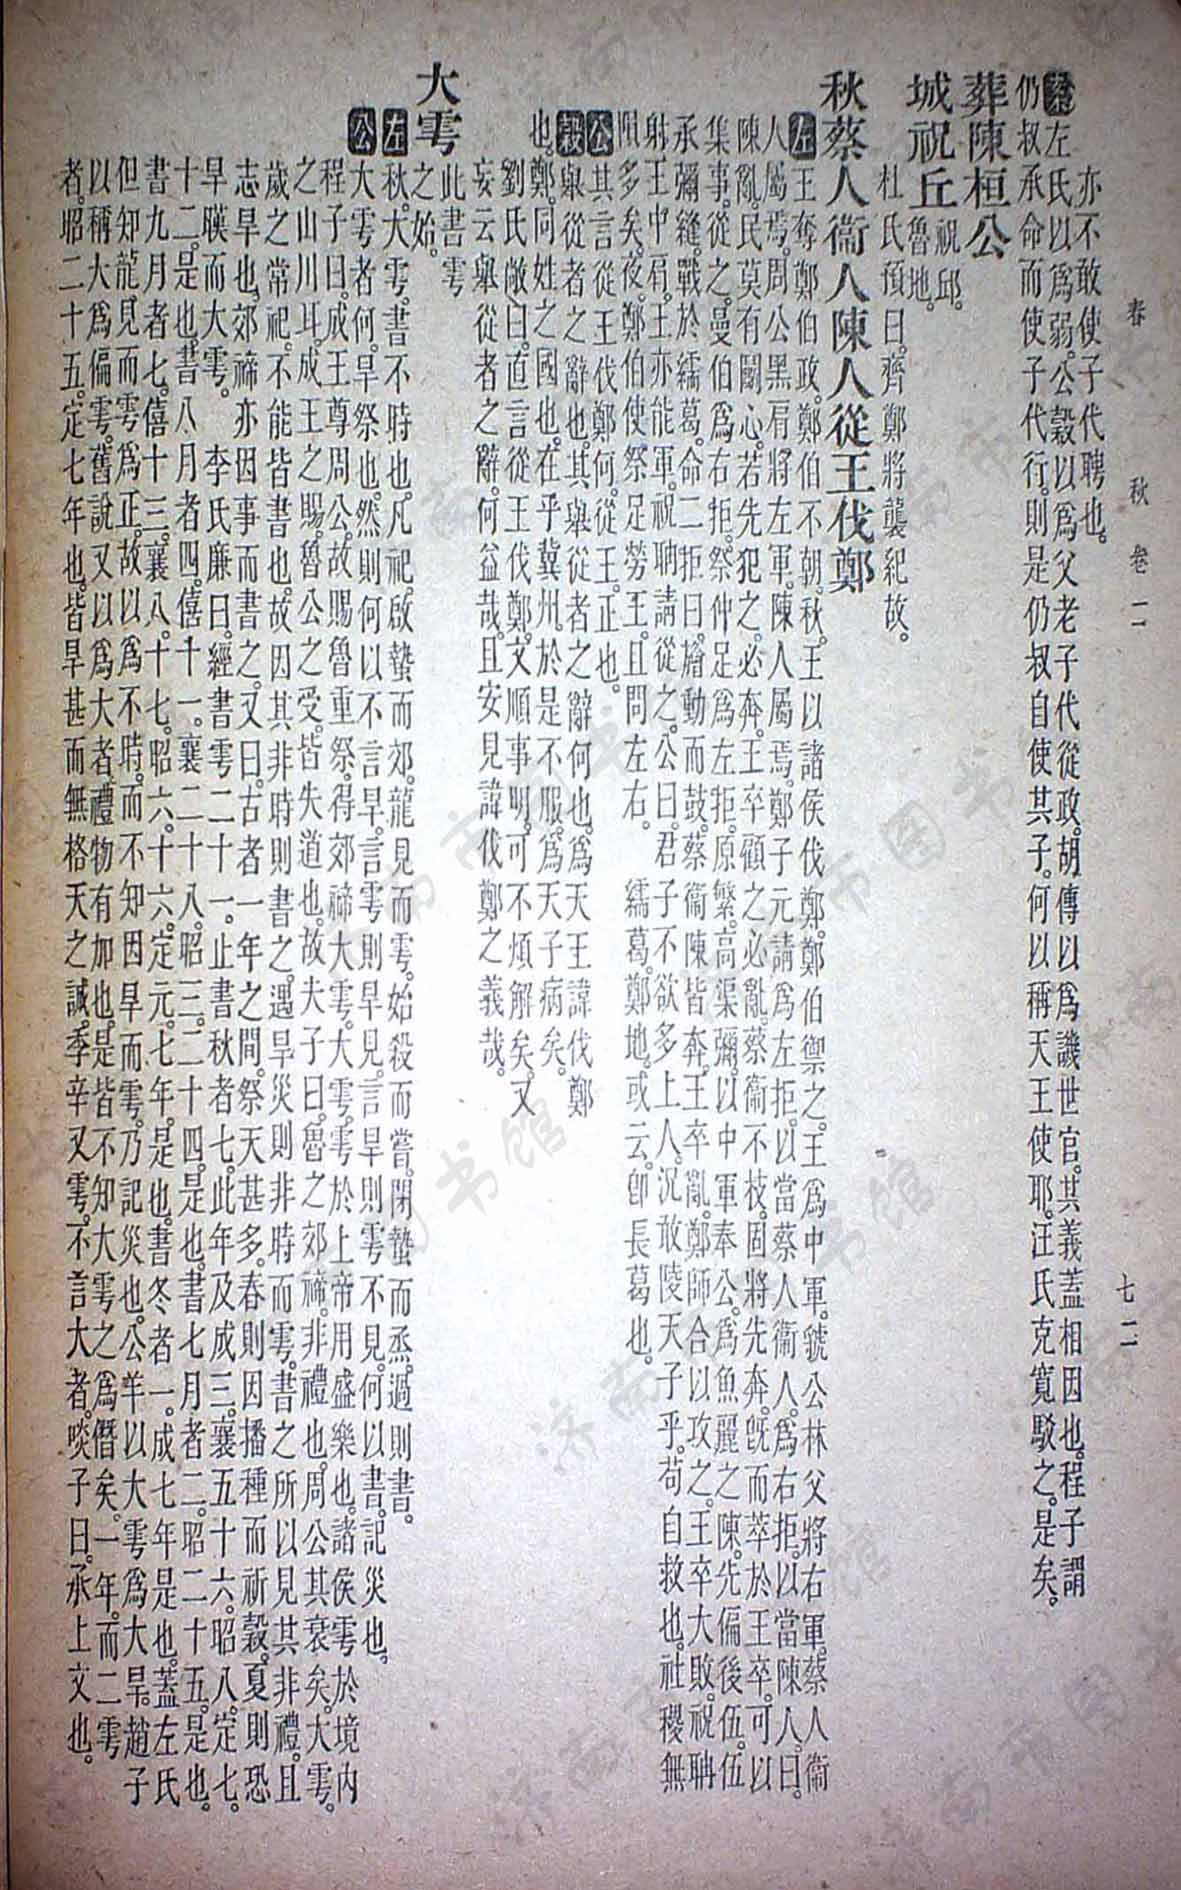 春 秋 卷二 七二
亦不敢使子代聘也。
左氏以爲弱。公穀以爲父老子代從政。胡傳以爲譏世官。其義蓋相因也。程子謂
仍叔承命而使子代行。則是仍叔自使其子。何以稱天王使耶。汪氏克寬駁之。是矣。
葬陳桓公
城祝丘 祝邱。魯地。
杜氏預曰。齊鄭將襲紀故。
秋蔡人衞人陳人從王伐鄭
左 王奪鄭伯政。鄭伯不朝。秋。王以諸侯伐鄭。鄭伯禦之。王爲中軍。虢公林父將右軍。蔡人衞
人屬焉。周公黑肩將左軍。陳人屬焉。鄭子元請爲左拒。以當蔡人衞人。爲右拒。以當陳人。曰。
陳亂。民莫有鬬心。若先犯之。必奔。王卒顧之。必亂。蔡衞不枝。固將先奔。旣而萃於王卒。可以
集事。從之。曼伯爲右拒。祭仲足爲左拒。原繁。高渠彌。以中軍奉公。爲魚麗之陳。先偏後伍。伍
承彌縫。戰於繻葛。命二拒曰。旝動而鼓。蔡衞陳皆奔。王卒亂。鄭師合以攻之。王卒大敗。祝聃
射王中肩。王亦能軍。祝聃請從之。公曰。君子不欲多上人。況敢陵天子乎。苟自救也。社稷無
隕多矣。夜。鄭伯使祭足勞王。且問左右。 繻葛。鄭地。或云。卽長葛也。
公 其言從王伐鄭何。從王。正也。
穀 舉從者之辭也。其舉從者之辭何也。爲天王諱伐鄭
也。鄭。同姓之國也。在乎冀州。於是不服。爲天子病矣。
劉氏敞曰。直言從王伐鄭。文順事明。可不煩解矣。又
妄云舉從者之辭。何益哉。且安見諱伐鄭之義哉。
大雩 此書雩
之始。
左 秋。大雩。書不時也。凡祀。啟蟄而郊。龍見而雩。始殺而嘗。閉蟄而烝。過則書。
公 大雩者何。旱祭也。然則何以不言旱。言雩則旱見。言旱則雩不見。何以書。記災也。
程子曰。成王尊周公。故賜魯重祭。得郊禘大雩。大雩。雩於上帝用盛樂也。諸侯雩於境內
之山川耳。成王之賜。魯公之受。皆失道也。故夫子曰。魯之郊禘。非禮也。周公其衰矣。大雩。
歲之常祀。不能皆書也。故因其非時則書之。遇旱災則非時而雩。書之所以見其非禮。且
志旱也。郊禘亦因事而書之。又曰。古者一年之間。祭天甚多。春則因播種而祈穀。夏則恐
旱暵而大雩。 李氏廉曰。經書雩二十一。止書秋者七。此年及成三。襄五十六。昭八。定七。
十二。是也。書八月者四。僖十一。襄二十八。昭三。二十四。是也。書七月者二。昭二十五。是也。
書九月者七。僖十三。襄八。十七。昭六。十六。定元。七年。是也。書冬者一。成七年是也。蓋左氏
但知龍見而雩爲正。故以爲不時。而不知因旱而雩。乃記災也。公羊以大雩爲大旱。趙子
以稱大爲偏雩。舊說又以爲大者禮物有加也。是皆不知大雩之爲僭矣。一年。而二雩
者。昭二十五。定七年也。皆旱甚而無格天之誠。季辛又雩。不言大者。啖子曰。承上文也。